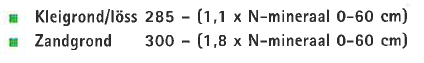 Kleigrond/löss 285 - (1,1 x N-mineraal 0-60 cm)
Zandgrond 300 - (1,8 x N-mineraal 0-60 cm)